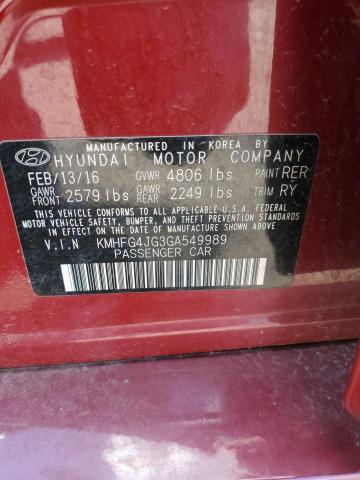 MANUFACTURED IN KOREA BY
HYUNDAI MOTOR COMPANY
FEB/13/16 GVWR 4806 lbs PAINT RER
GAWR FRONT 2579 lbs GAWR REAR 2249 lbs TRIM RY
THIS VEHICLE CONFORMS TO ALL APPLICABLE U.S.A. FEDERAL
MOTOR VEHICLE SAFETY, BUMPER, AND THEFT PREVENTION STANDARDS
IN EFFECT ON THE DATE OF MANUFACTURE SHOWN ABOVE.
V.I.N KMHFG4JG3GA549989
PASSENGER CAR